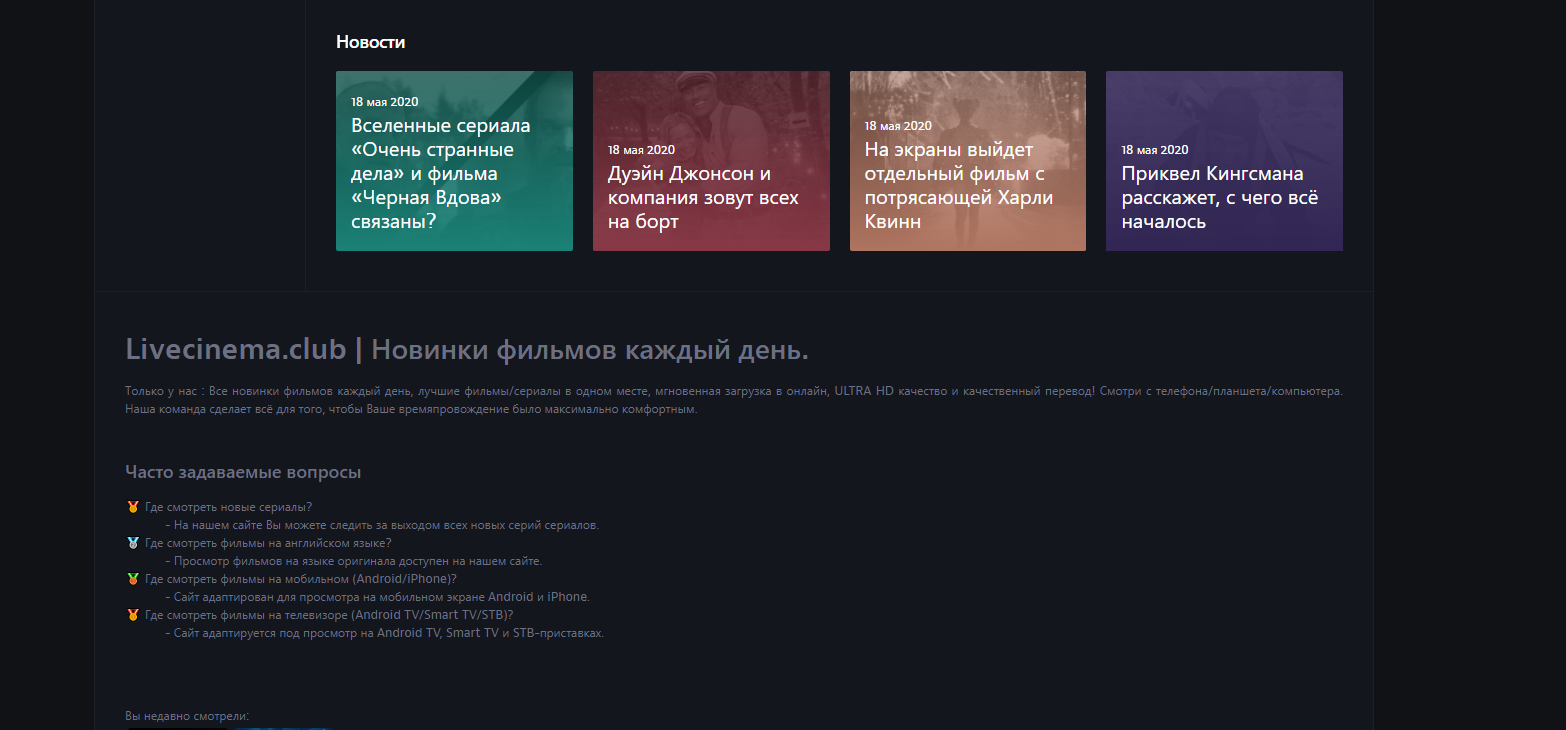 Новости
18 мая 2020
Вселенные сериала
«Очень странные
дела» и фильма
«Черная Вдова»
связаны?
18 мая 2020
Дуэйн Джонсон и
компания зовут всех
на борт
18 мая 2020
На экраны выйдет
отдельный фильм с
потрясающей Харли
Квинн
18 мая 2020
Приквел Кингсмана
расскажет, с чего всё
началось
Livecinema.club | Новинки фильмов каждый день.
Только у нас : Все новинки фильмов каждый день, лучшие фильмы/сериалы в одном месте, мгновенная загрузка в онлайн, ULTRA HD качество и качественный перевод! Смотри с телефона/планшета/компьютера.
Наша команда сделает всё для того, чтобы Ваше времяпровождение было максимально комфортным.
Часто задаваемые вопросы
Где смотреть новые сериалы?
- На нашем сайте Вы можете следить за выходом всех новых серий сериалов.
Где смотреть фильмы на английском языке?
- Просмотр фильмов на языке оригинала доступен на нашем сайте.
Где смотреть фильмы на мобильном (Android/iPhone)?
- Сайт адаптирован для просмотра на мобильном экране Android и iPhone.
Где смотреть фильмы на телевизоре (Android TV/Smart TV/STB)?
- Сайт адаптируется под просмотр на Android TV, Smart TV и STB-приставках.
Вы недавно смотрели: